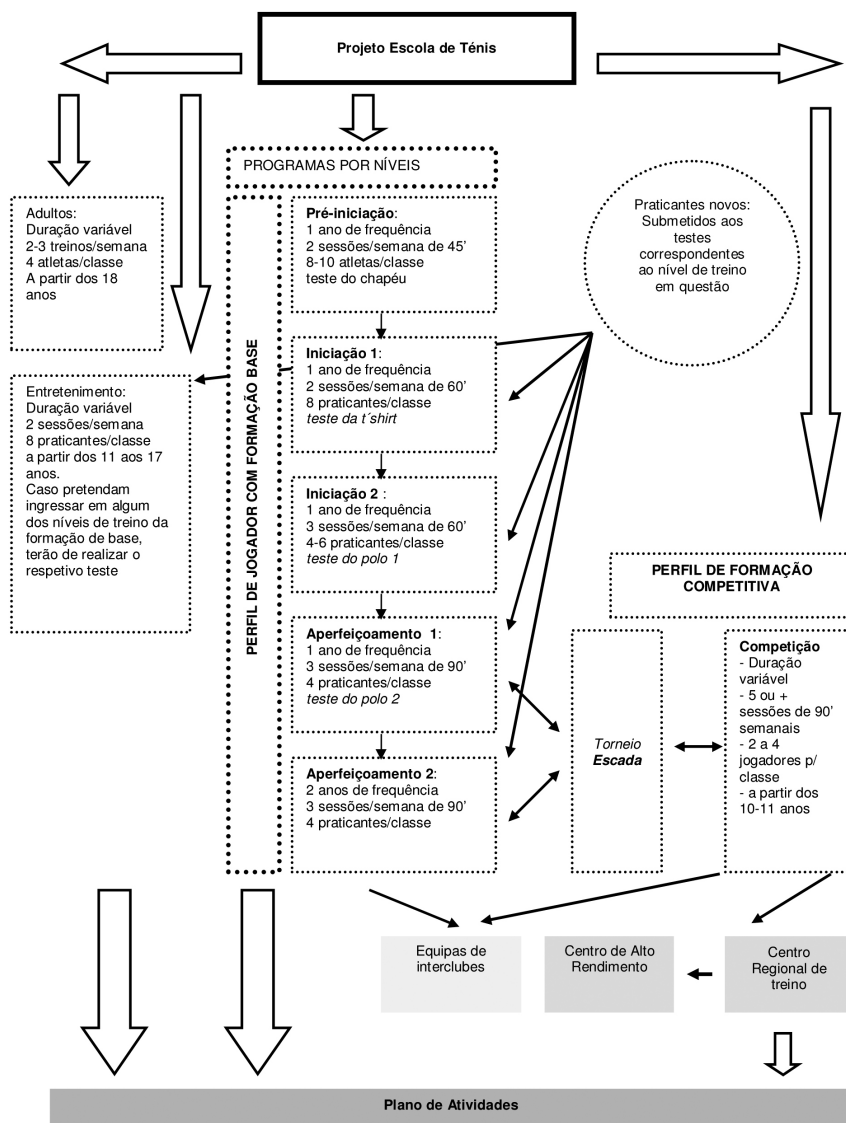 Projeto Escola de Ténis
PROGRAMAS POR NÍVEIS
Adultos:
Duração variável
2-3 treinos/semana
4 atletas/classe
A partir dos 18
anos
Entretenimento:
Duração variável
2 sessões/semana
8 praticantes/classe
a partir dos 11 aos 17
anos.
Caso pretendam
ingressar em algum
dos níveis de treino da
formação de base,
terão de realizar o
respetivo teste
PERFIL DE JOGADOR COM FORMAÇÃO BASE
Pré-iniciação:
1 ano de frequência
2 sessões/semana de 45'
8-10 atletas/classe
teste do chapéu
Iniciação 1:
1 ano de frequência
2 sessões/semana de 60'
8 praticantes/classe
teste da t´shirt
Iniciação 2 :
1 ano de frequência
3 sessões/semana de 60'
4-6 praticantes/classe
teste do polo 1
Aperfeiçoamento 1:
1 ano de frequência
3 sessões/semana de 90'
4 praticantes/classe
teste do polo 2
Aperfeiçoamento 2:
2 anos de frequência
3 sessões/semana de 90'
4 praticantes/classe
Praticantes novos:
Submetidos aos
testes
correspondentes
ao nível de treino
em questão
PERFIL DE FORMAÇÃO
COMPETITIVA
Torneio
Escada
Competição
- Duração
variável
- 5 ou +
sessões de 90'
semanais
- 2 a 4
jogadores p/
classe
- a partir dos
10-11 anos
Equipas de
interclubes
Centro de Alto
Rendimento
Centro
Regional de
treino
Plano de Atividades